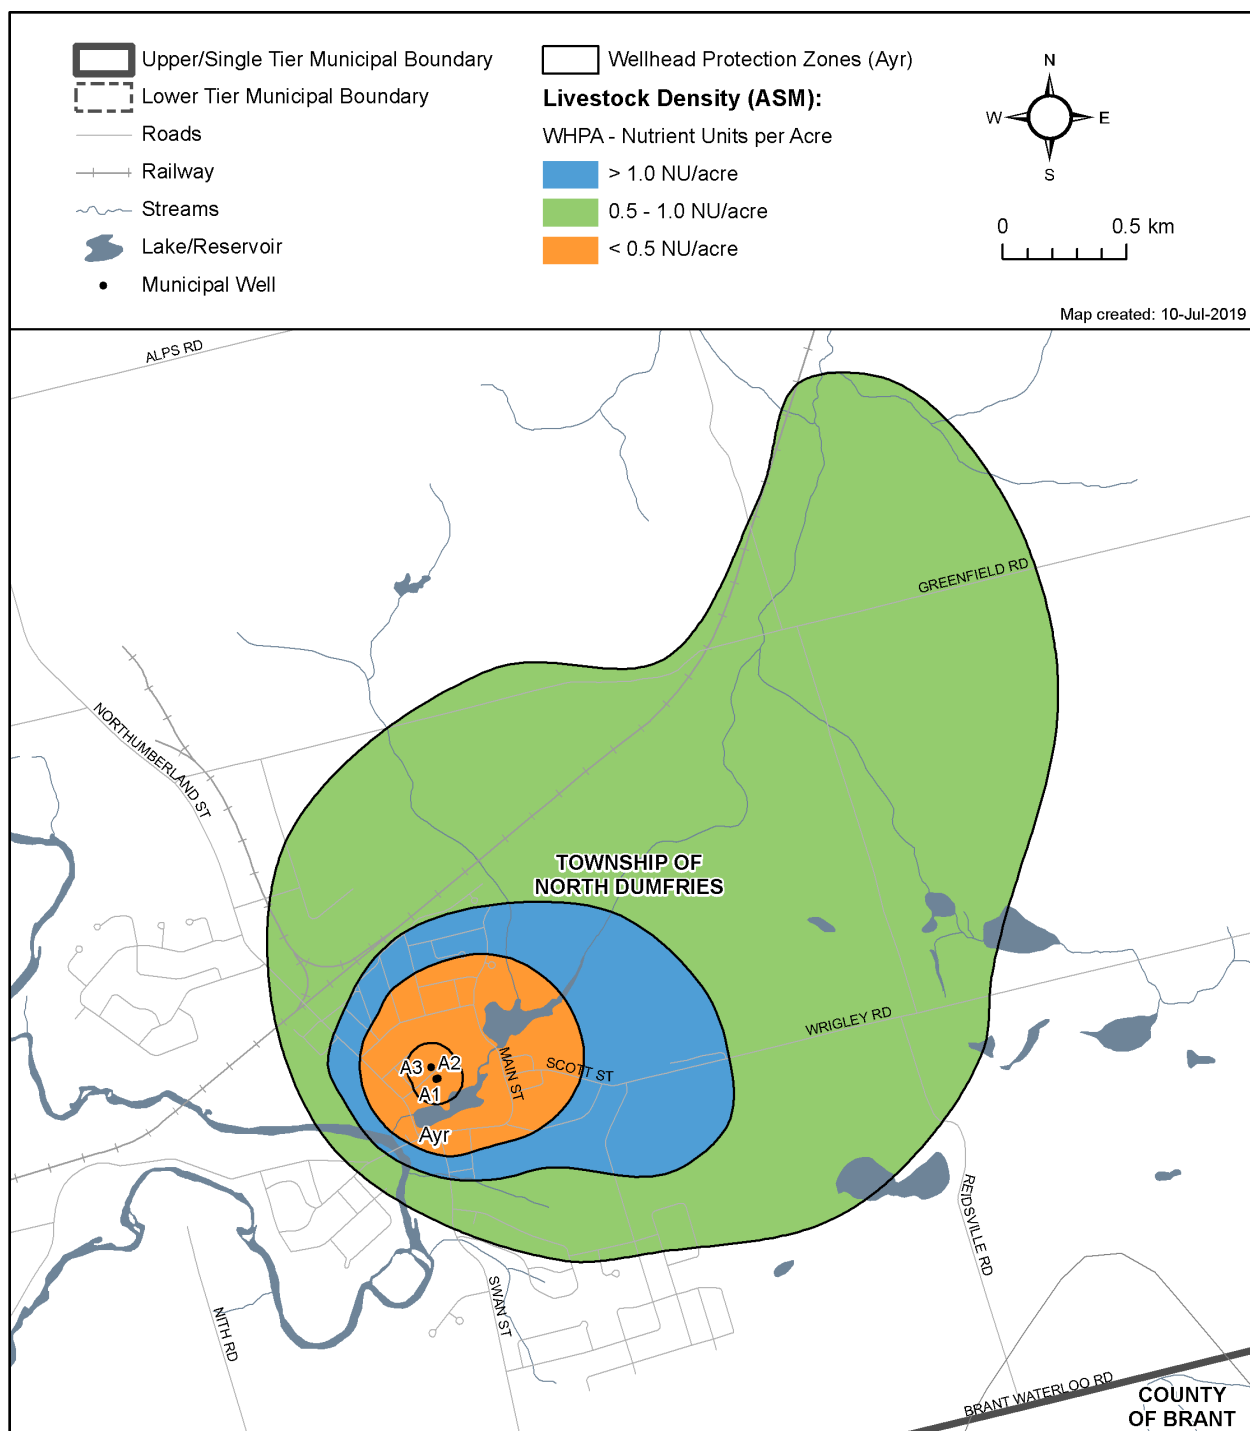 Upper/Single Tier Municipal Boundary
Lower Tier Municipal Boundary
Roads
Railway
Streams
Lake/Reservoir
Municipal Well
Wellhead Protection Zones (Ayr)
Livestock Density (ASM):
WHPA - Nutrient Units per Acre
> 1.0 NU/acre
0.5 - 1.0 NU/acre
< 0.5 NU/acre
N
W
E
S
0
0.5 km
Map created: 10-Jul-2019
ALPS RD
GREENFIELD RD
NORTHUMBERLAND ST
TOWNSHIP OF
NORTH DUMFRIES
WRIGLEY RD
MAIN ST
SCOTT ST
A3
A2
A1
Ayr
REIDSVILLE RD
SWAN ST
NITH RD
BRANT WATERLOO RD
COUNTY
OF BRANT